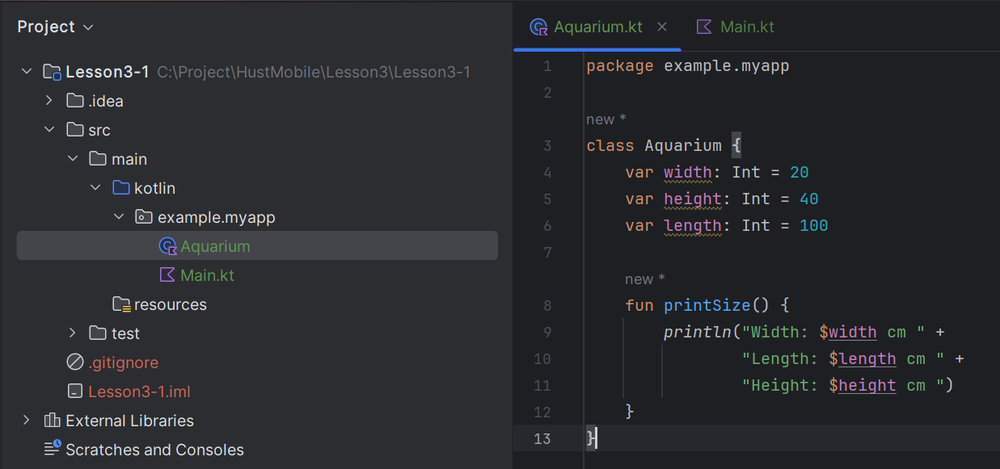 Project
Lesson3-1 C:\Project\HustMobile\Lesson3\Lesson3-1
.idea
src
main
kotlin
example.myapp
Aquarium
Main.kt
resources
test
.gitignore
Lesson3-1.iml
External Libraries
Scratches and Consoles
Aquarium.kt Main.kt
1 package example.myapp
2
new *
3 class Aquarium {
4 var width: Int = 20
5 var height: Int = 40
6 var length: Int = 100
7
new *
8 fun printSize() {
9 println("Width: $width cm " +
10 "Length: $length cm " +
11 "Height: $height cm ")
12 }
13 }